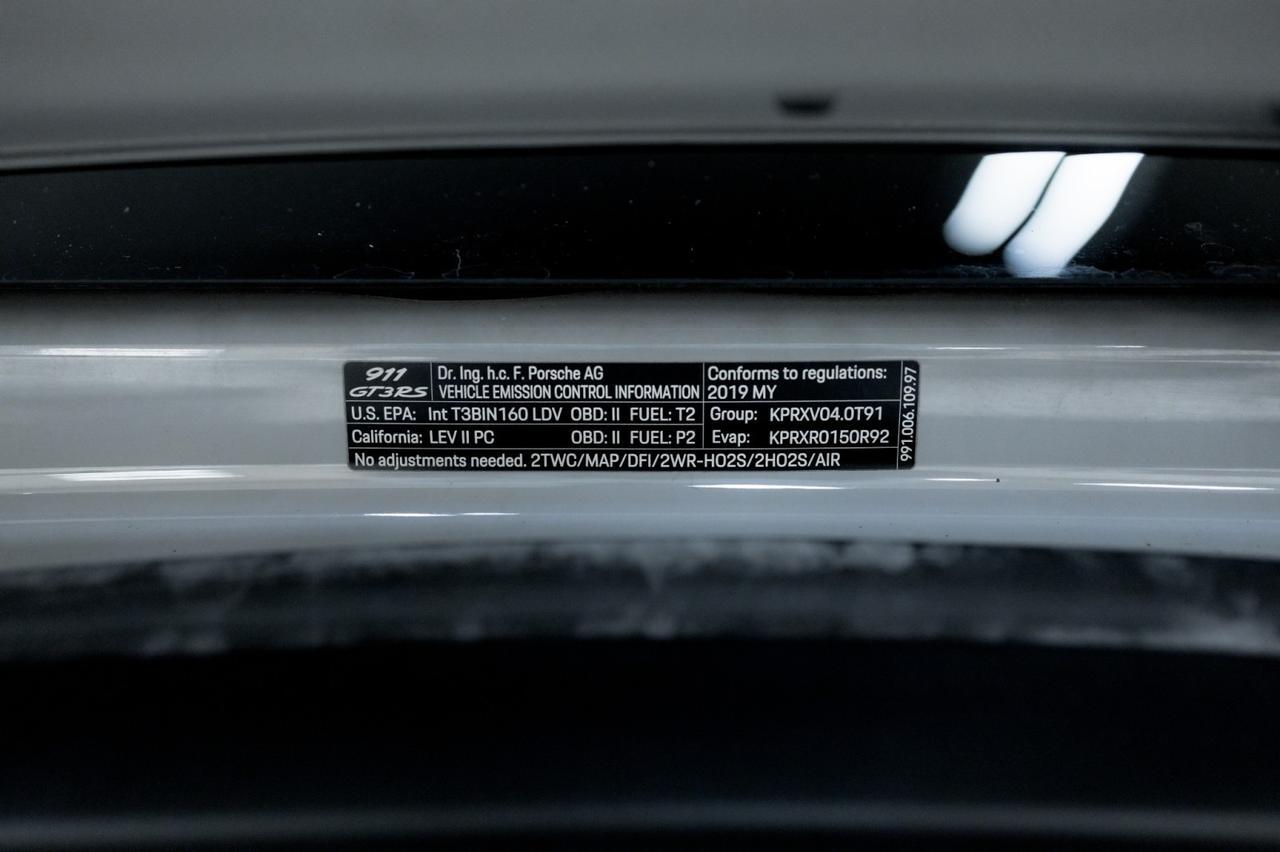 911
GT3RS
Dr. Ing. h.c. F. Porsche AG
VEHICLE EMISSION CONTROL INFORMATION
Conforms to regulations:
2019 MY
U.S. EPA: Int T3BIN160 LDV OBD: II FUEL: T2
Group: KPRXV04.0T91
California: LEV II PC OBD: II FUEL: P2
Evap: KPRXR0150R92
No adjustments needed. 2TWC/MAP/DFI/2WR-HO2S/2HO2S/AIR
991.006.109.97